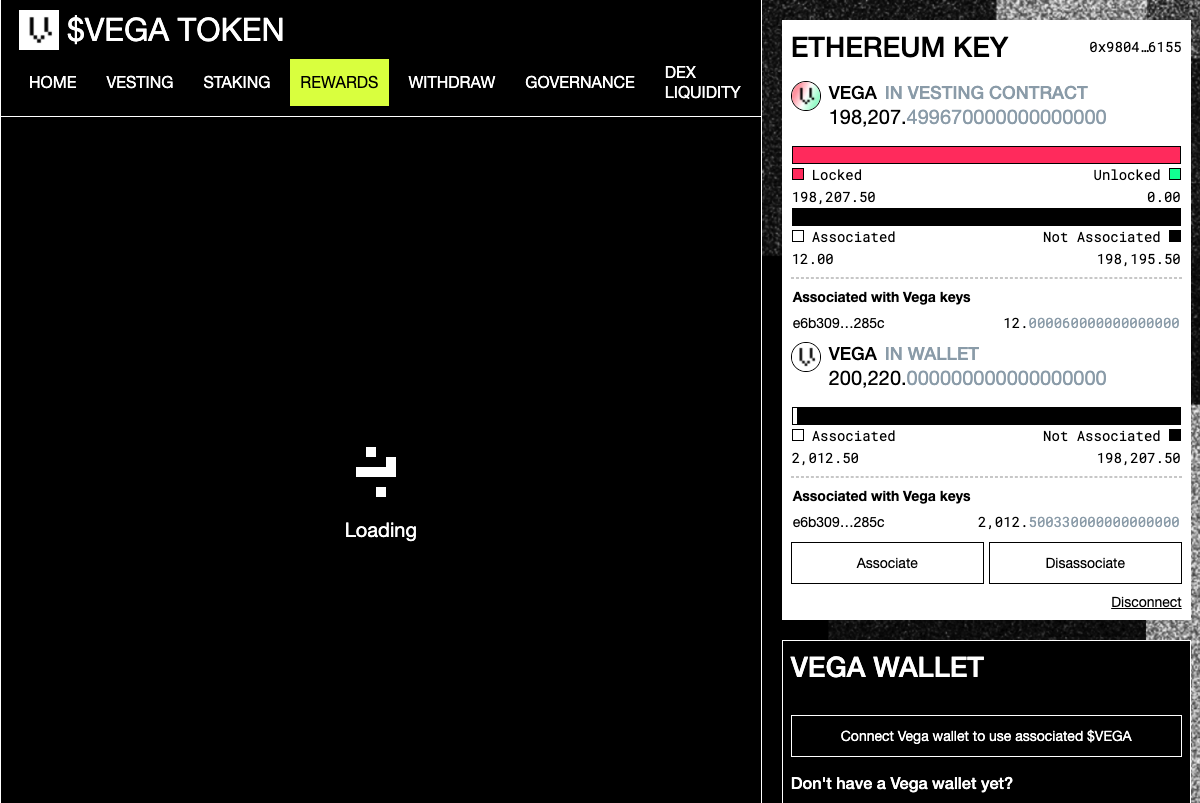 $VEGA TOKEN
HOME VESTING STAKING REWARDS WITHDRAW GOVERNANCE DEX LIQUIDITY
Loading
ETHEREUM KEY 0x9804…6155
VEGA IN VESTING CONTRACT
198,207.499670000000000000
Locked Unlocked
198,207.50 0.00
Associated Not Associated
12.00 198,195.50
Associated with Vega keys
e6b309…285c 12.000060000000000000
VEGA IN WALLET
200,220.000000000000000000
Associated Not Associated
2,012.50 198,207.50
Associated with Vega keys
e6b309…285c 2,012.500330000000000000
Associate Disassociate
Disconnect
VEGA WALLET
Connect Vega wallet to use associated $VEGA
Don't have a Vega wallet yet?